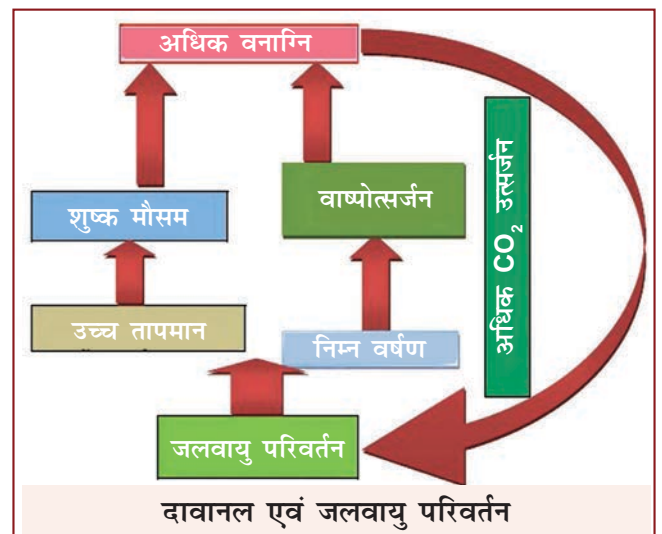 अधिक वनाग्नि
शुष्क मौसम
वाष्पोत्सर्जन
उच्च तापमान
निम्न वर्षण
जलवायु परिवर्तन
अधिक CO₂ उत्सर्जन
दावानल एवं जलवायु परिवर्तन